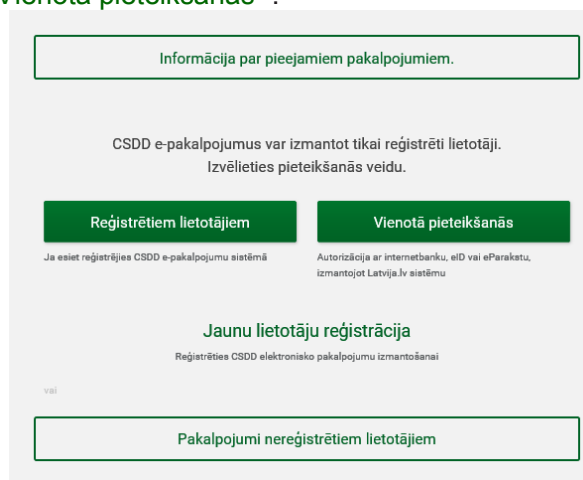 Vienotā pieteikšanās".
Informācija par pieejamiem pakalpojumiem.
CSDD e-pakalpojumus var izmantot tikai reģistrēti lietotāji.
Izvēlieties pieteikšanās veidu.
Reģistrētiem lietotājiem
Vienotā pieteikšanās
Ja esiet reģistrējies CSDD e-pakalpojumu sistēmā
Autorizācija ar internetbanku, eID vai eParakstu,
izmantojot Latvija.lv sistēmu
Jaunu lietotāju reģistrācija
Reģistrēties CSDD elektronisko pakalpojumu izmantošanai
vai
Pakalpojumi nereģistrētiem lietotājiem